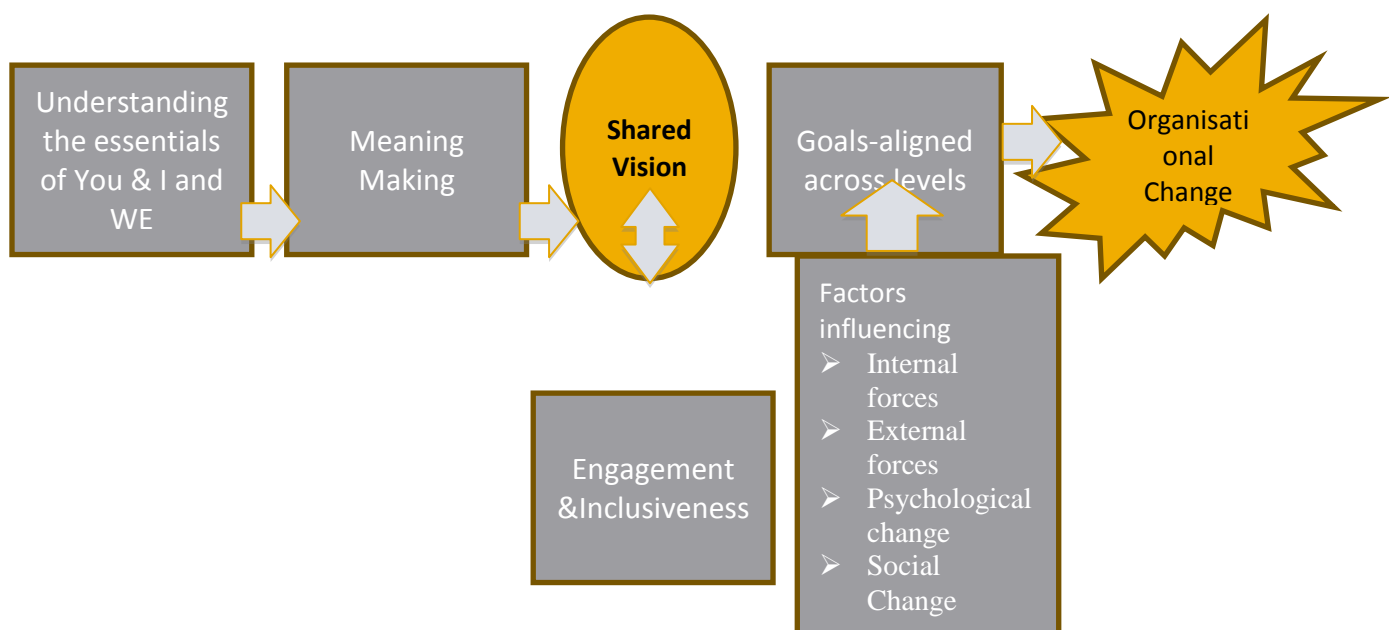 Understanding
the essentials
of You & I and
WE
Meaning
Making
Shared
Vision
Goals-aligned
across levels
Organisati
onal
Change
Engagement
&Inclusiveness
Factors
influencing
➢ Internal
forces
➢ External
forces
➢ Psychological
change
➢ Social
Change